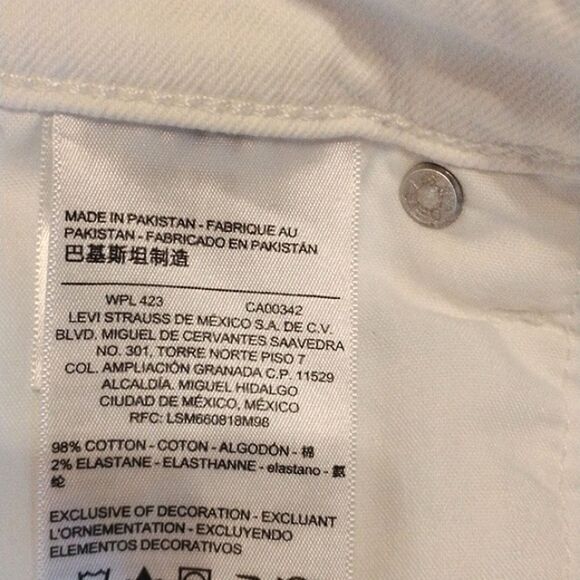 MADE IN PAKISTAN - FABRIQUE AU
PAKISTAN - FABRICADO EN PAKISTÁN
巴基斯坦制造
WPL 423 CA00342
LEVI STRAUSS DE MÉXICO S.A. DE C.V.
BLVD. MIGUEL DE CERVANTES SAAVEDRA
NO. 301, TORRE NORTE PISO 7
COL. AMPLIACIÓN GRANADA C.P. 11529
ALCALDÍA. MIGUEL HIDALGO
CIUDAD DE MÉXICO, MÉXICO
RFC: LSM660818M98
98% COTTON - COTON - ALGODÓN - 棉
2% ELASTANE - ELASTHANNE - elastano - 氨
纶
EXCLUSIVE OF DECORATION - EXCLUANT
L'ORNEMENTATION - EXCLUYENDO
ELEMENTOS DECORATIVOS